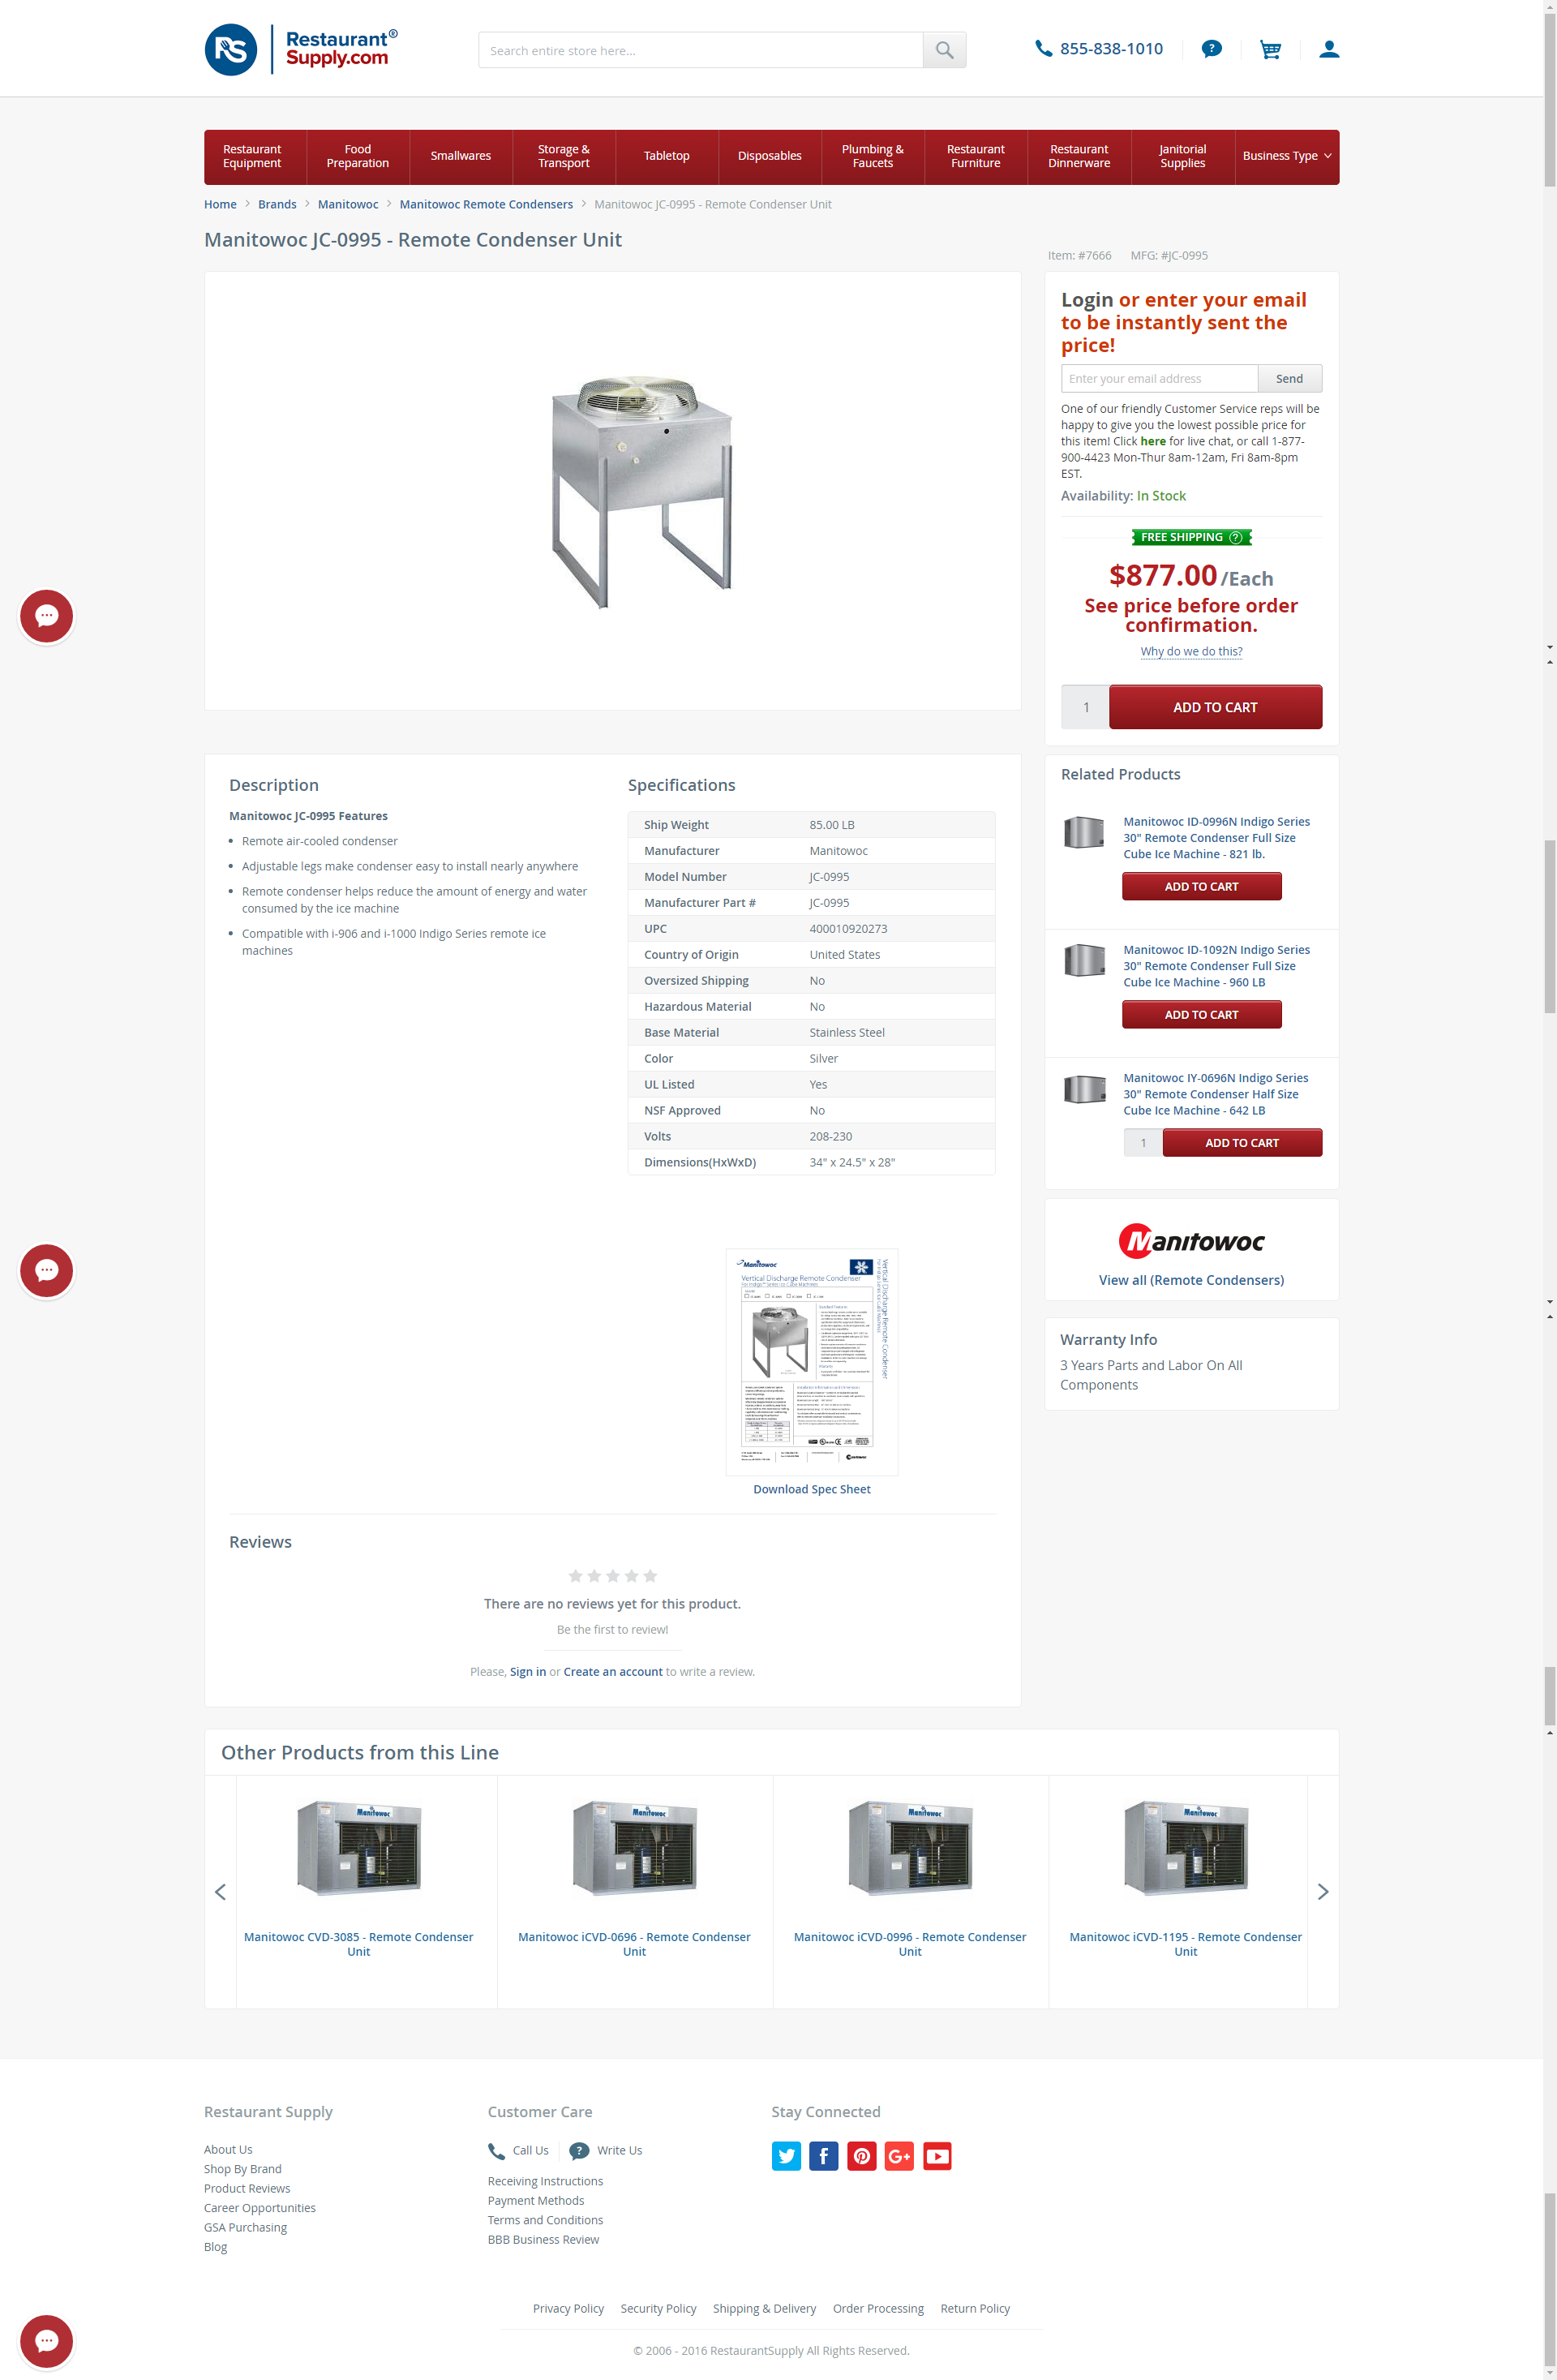 RS
Restaurant®
Supply.com
Search entire store here...
855-838-1010
Restaurant
Equipment
Food
Preparation
Smallwares
Storage &
Transport
Tabletop
Disposables
Plumbing &
Faucets
Restaurant
Furniture
Restaurant
Dinnerware
Janitorial
Supplies
Business Type
Home > Brands > Manitowoc > Manitowoc Remote Condensers > Manitowoc JC-0995 - Remote Condenser Unit
Manitowoc JC-0995 - Remote Condenser Unit
Item: #7666 MFG: #JC-0995
Login or enter your email
to be instantly sent the
price!
Enter your email address
Send
One of our friendly Customer Service reps will be
happy to give you the lowest possible price for
this item! Click here for live chat, or call 1-877-
900-4423 Mon-Thur 8am-12am, Fri 8am-8pm
EST.
Availability: In Stock
FREE SHIPPING ?
$877.00 /Each
See price before order
confirmation.
Why do we do this?
1
ADD TO CART
Description
Manitowoc JC-0995 Features
Remote air-cooled condenser
Adjustable legs make condenser easy to install nearly anywhere
Remote condenser helps reduce the amount of energy and water
consumed by the ice machine
Compatible with i-906 and i-1000 Indigo Series remote ice
machines
Specifications
Ship Weight 85.00 LB
Manufacturer Manitowoc
Model Number JC-0995
Manufacturer Part # JC-0995
UPC 400010920273
Country of Origin United States
Oversized Shipping No
Hazardous Material No
Base Material Stainless Steel
Color Silver
UL Listed Yes
NSF Approved No
Volts 208-230
Dimensions(HxWxD) 34" x 24.5" x 28"
Manitowoc
Vertical Discharge Remote Condenser
Vertical Discharge Remote Condenser
Download Spec Sheet
Related Products
Manitowoc ID-0996N Indigo Series
30" Remote Condenser Full Size
Cube Ice Machine - 821 lb.
ADD TO CART
Manitowoc ID-1092N Indigo Series
30" Remote Condenser Full Size
Cube Ice Machine - 960 LB
ADD TO CART
Manitowoc IY-0696N Indigo Series
30" Remote Condenser Half Size
Cube Ice Machine - 642 LB
1
ADD TO CART
Manitowoc
View all (Remote Condensers)
Warranty Info
3 Years Parts and Labor On All
Components
Reviews
There are no reviews yet for this product.
Be the first to review!
Please, Sign in or Create an account to write a review.
Other Products from this Line
Manitowoc
Manitowoc
Manitowoc
Manitowoc
Manitowoc CVD-3085 - Remote Condenser
Unit
Manitowoc iCVD-0696 - Remote Condenser
Unit
Manitowoc iCVD-0996 - Remote Condenser
Unit
Manitowoc iCVD-1195 - Remote Condenser
Unit
Restaurant Supply
About Us
Shop By Brand
Product Reviews
Career Opportunities
GSA Purchasing
Blog
Customer Care
Call Us
Write Us
Receiving Instructions
Payment Methods
Terms and Conditions
BBB Business Review
Stay Connected
Privacy Policy Security Policy Shipping & Delivery Order Processing Return Policy
© 2006 - 2016 RestaurantSupply All Rights Reserved.